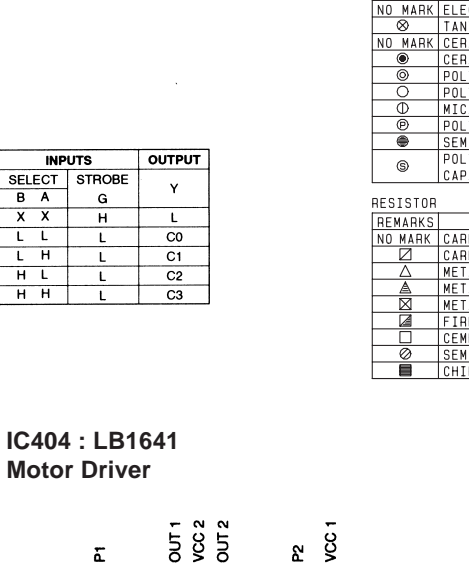 NO MARK ELE
TAN
NO MARK CER
CER
POL
POL
MIC
P POL
SEM
S POL
CAP
INPUTS OUTPUT
SELECT STROBE Y
B A G
X X H L
L L L C0
L H L C1
H L L C2
H H L C3
RESISTOR
REMARKS
NO MARK CAR
CAR
MET
MET
MET
FIR
CEM
SEM
CHI
IC404 : LB1641
Motor Driver
P1
OUT 1
VCC 2
OUT 2
P2
VCC 1